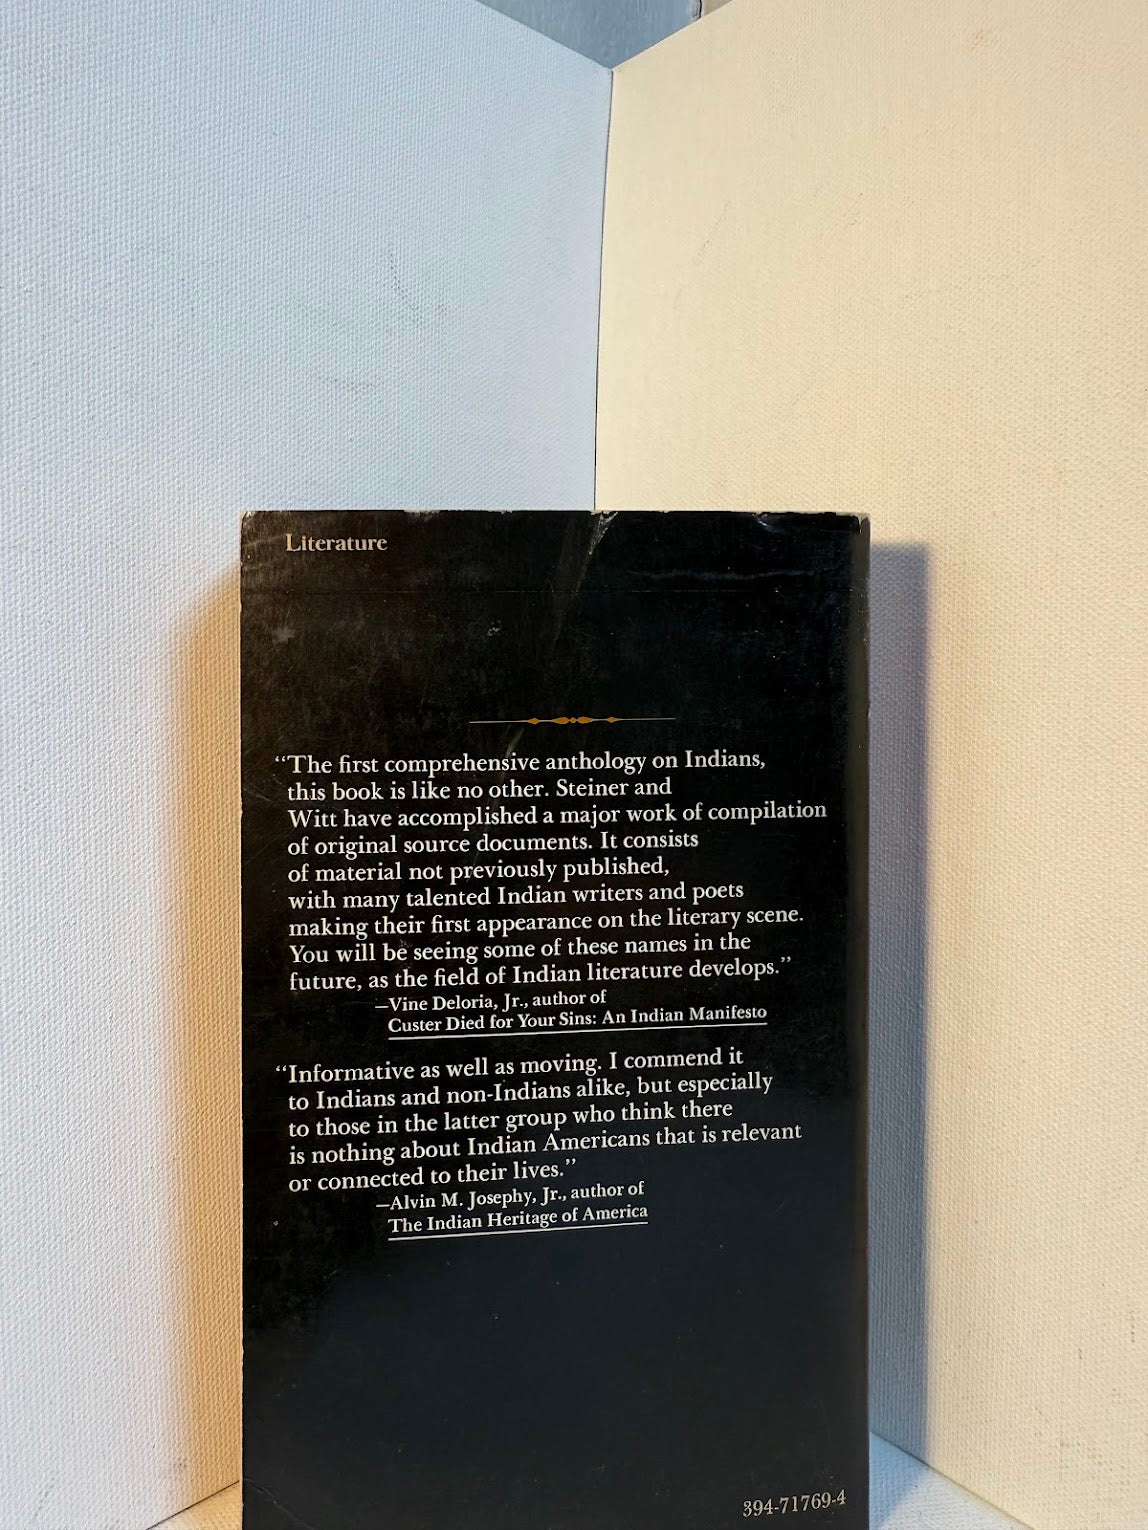 Literature
“The first comprehensive anthology on Indians,
this book is like no other. Steiner and
Witt have accomplished a major work of compilation
of original source documents. It consists
of material not previously published,
with many talented Indian writers and poets
making their first appearance on the literary scene.
You will be seeing some of these names in the
future, as the field of Indian literature develops.”
—Vine Deloria, Jr., author of
Custer Died for Your Sins: An Indian Manifesto
“Informative as well as moving. I commend it
to Indians and non-Indians alike, but especially
to those in the latter group who think there
is nothing about Indian Americans that is relevant
or connected to their lives.”
—Alvin M. Josephy, Jr., author of
The Indian Heritage of America
394-71769-4